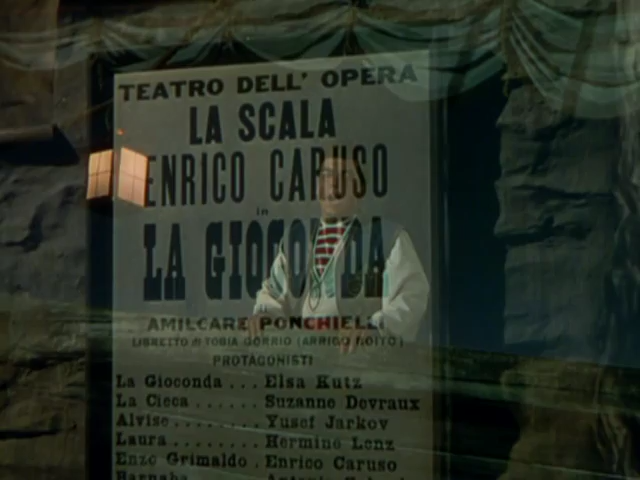 TEATRO DELL' OPERA
LA SCALA
ENRICO CARUSO
in
LA GIOCONDA
AMILCARE PONCHIELLI
LIBRETTO di TOBIA GORRIO (ARRIGO BOITO)
PROTAGONISTI
La Gioconda . . . Elsa Kutz
La Cieca . . . . . . . Suzanne Devraux
Alvise . . . . . . . . . Yusef Jarkov
Laura . . . . . . . . . Hermine Lenz
Enzo Grimaldo . Enrico Caruso
Barnaba